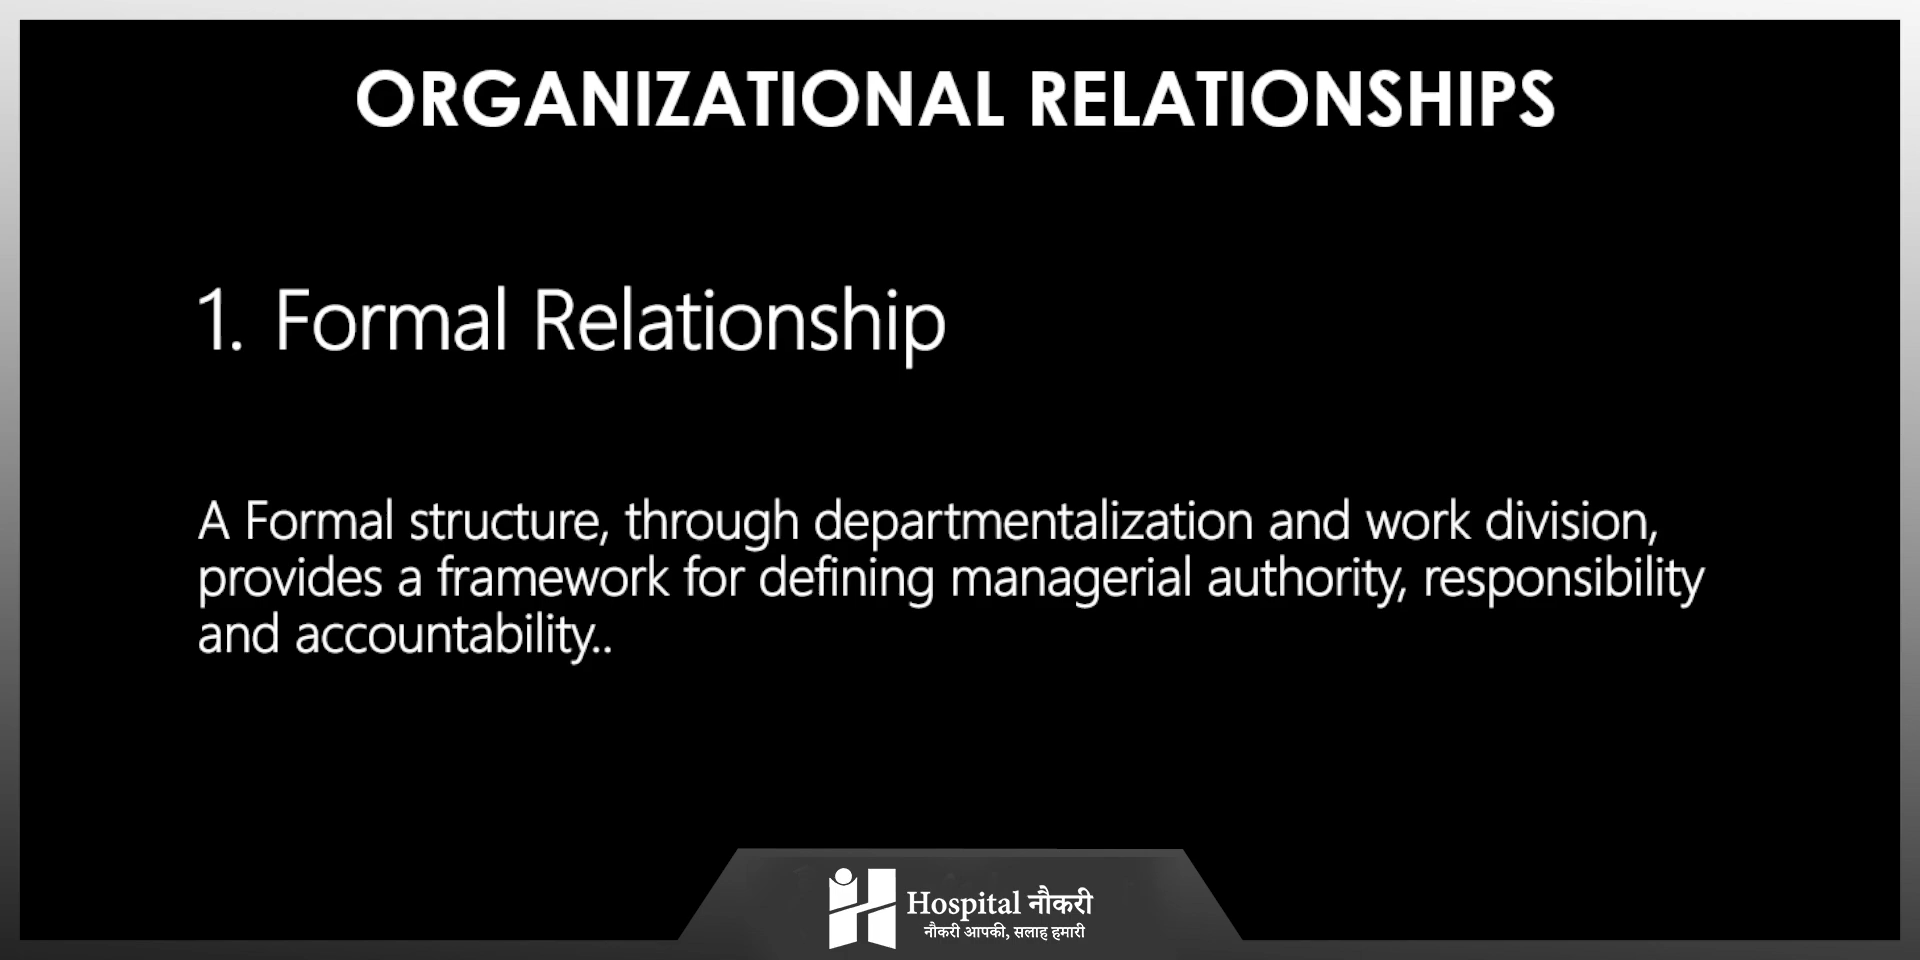 ORGANIZATIONAL RELATIONSHIPS
1. Formal Relationship
A Formal structure, through departmentalization and work division,
provides a framework for defining managerial authority, responsibility
and accountability..
Hospital नौकरी
नौकरी आपकी, सलाह हमारी